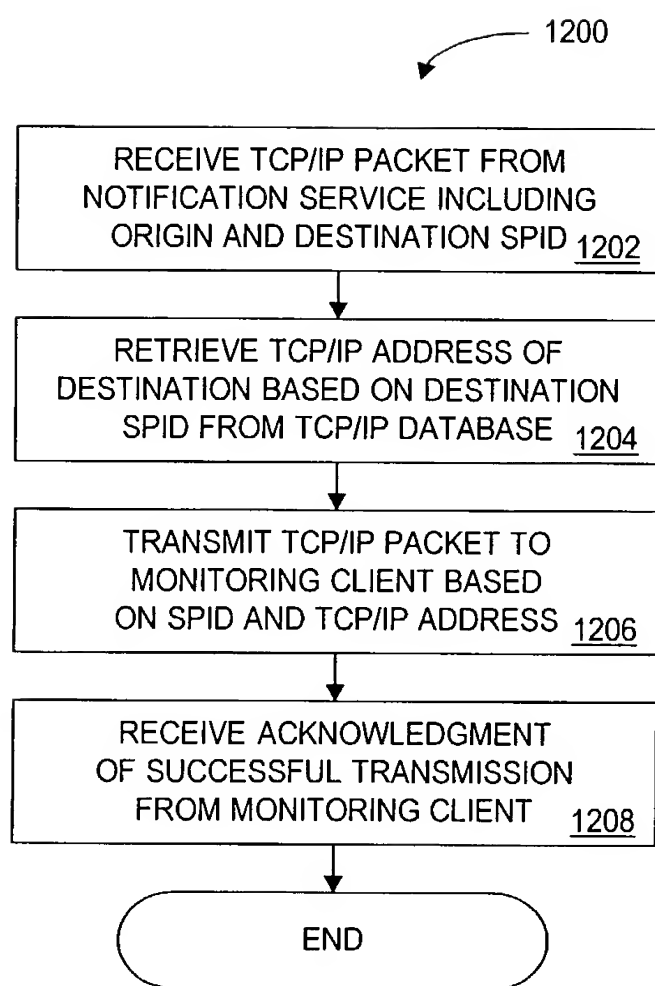 1200
RECEIVE TCP/IP PACKET FROM
NOTIFICATION SERVICE INCLUDING
ORIGIN AND DESTINATION SPID 1202
RETRIEVE TCP/IP ADDRESS OF
DESTINATION BASED ON DESTINATION
SPID FROM TCP/IP DATABASE 1204
TRANSMIT TCP/IP PACKET TO
MONITORING CLIENT BASED
ON SPID AND TCP/IP ADDRESS 1206
RECEIVE ACKNOWLEDGMENT
OF SUCCESSFUL TRANSMISSION
FROM MONITORING CLIENT 1208
END